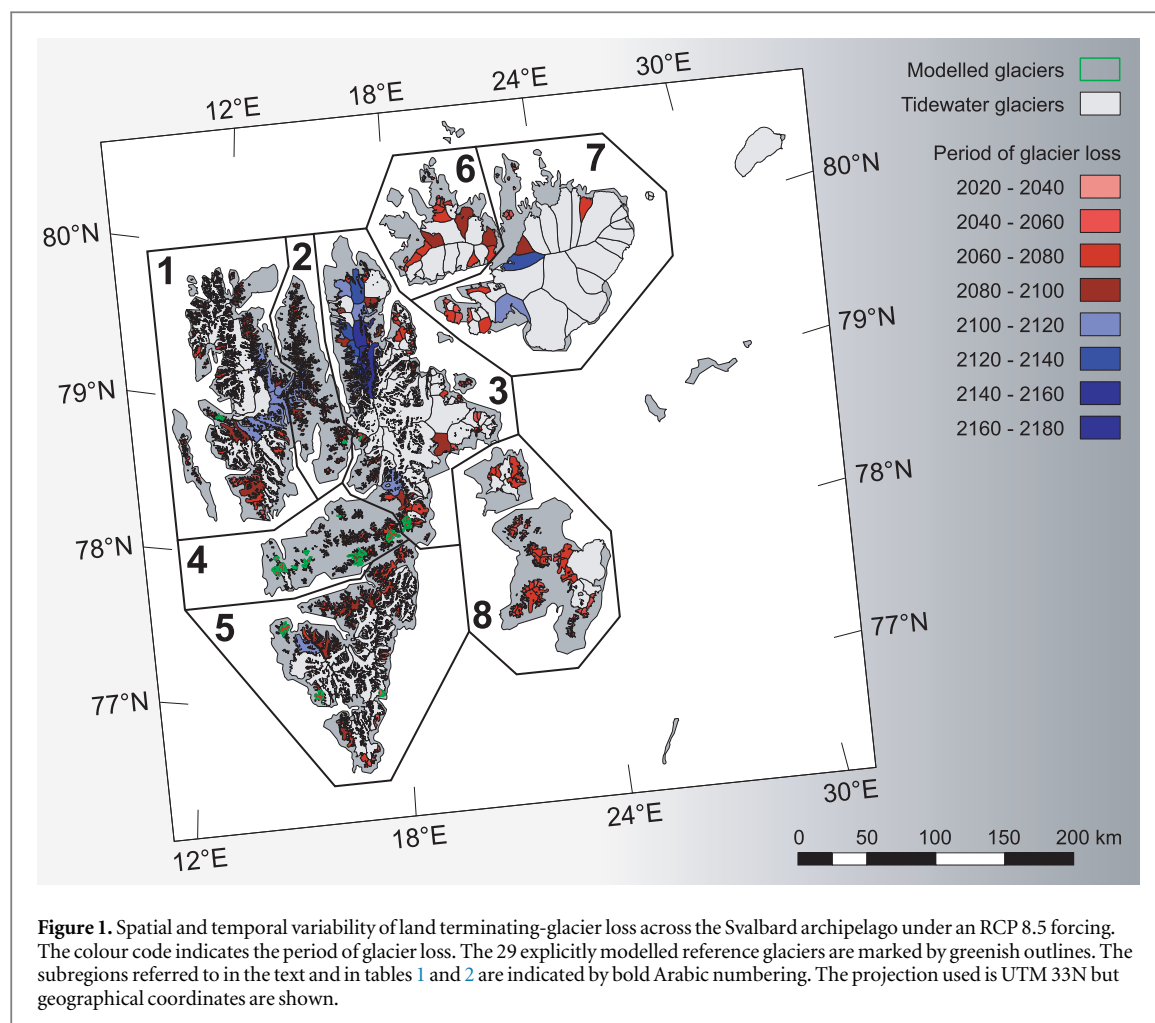 12°E
18°E
24°E
30°E
Modelled glaciers
Tidewater glaciers
Period of glacier loss
2020 - 2040
2040 - 2060
2060 - 2080
2080 - 2100
2100 - 2120
2120 - 2140
2140 - 2160
2160 - 2180
80°N
79°N
78°N
77°N
80°N
79°N
78°N
77°N
1
2
3
4
5
6
7
8
12°E
18°E
24°E
30°E
0 50 100 150 200 km
Figure 1. Spatial and temporal variability of land terminating-glacier loss across the Svalbard archipelago under an RCP 8.5 forcing.
The colour code indicates the period of glacier loss. The 29 explicitly modelled reference glaciers are marked by greenish outlines. The
subregions referred to in the text and in tables 1 and 2 are indicated by bold Arabic numbering. The projection used is UTM 33N but
geographical coordinates are shown.